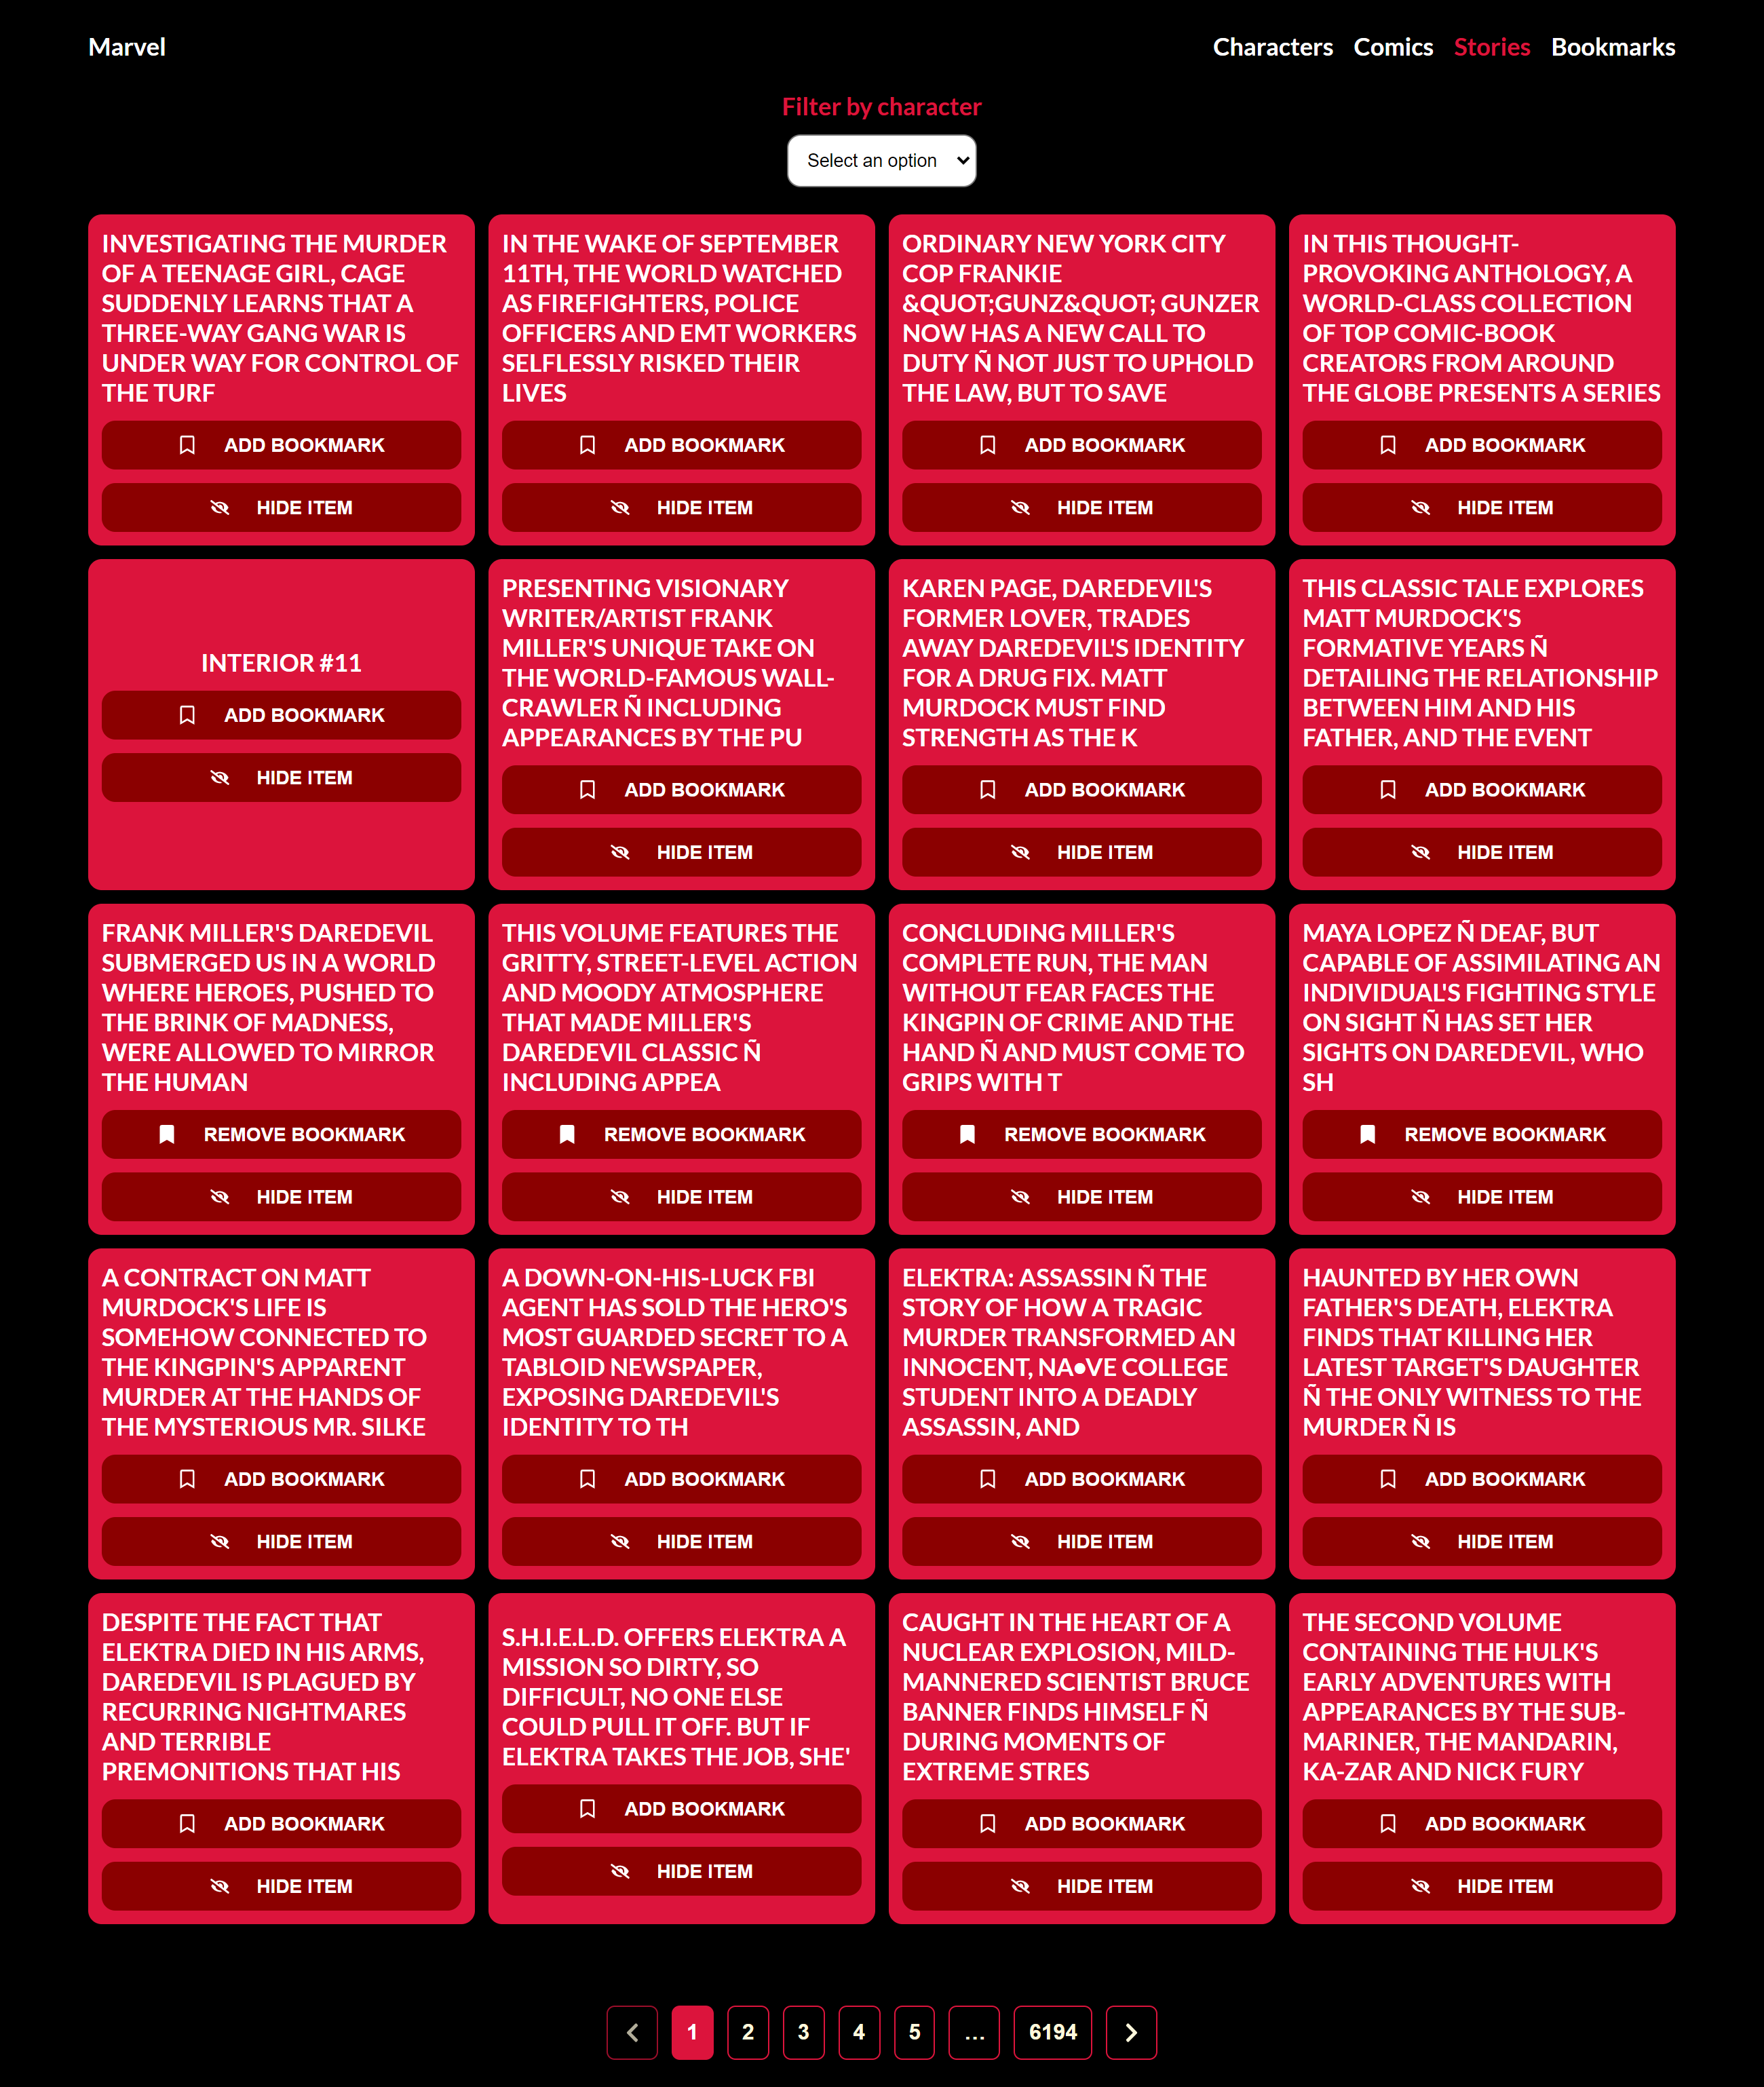 Marvel
Characters Comics Stories Bookmarks
Filter by character
Select an option
INVESTIGATING THE MURDER
OF A TEENAGE GIRL, CAGE
SUDDENLY LEARNS THAT A
THREE-WAY GANG WAR IS
UNDER WAY FOR CONTROL OF
THE TURF
ADD BOOKMARK
HIDE ITEM
IN THE WAKE OF SEPTEMBER
11TH, THE WORLD WATCHED
AS FIREFIGHTERS, POLICE
OFFICERS AND EMT WORKERS
SELFLESSLY RISKED THEIR
LIVES
ADD BOOKMARK
HIDE ITEM
ORDINARY NEW YORK CITY
COP FRANKIE
&QUOT;GUNZ&QUOT; GUNZER
NOW HAS A NEW CALL TO
DUTY Ñ NOT JUST TO UPHOLD
THE LAW, BUT TO SAVE
ADD BOOKMARK
HIDE ITEM
IN THIS THOUGHT-
PROVOKING ANTHOLOGY, A
WORLD-CLASS COLLECTION
OF TOP COMIC-BOOK
CREATORS FROM AROUND
THE GLOBE PRESENTS A SERIES
ADD BOOKMARK
HIDE ITEM
INTERIOR #11
ADD BOOKMARK
HIDE ITEM
PRESENTING VISIONARY
WRITER/ARTIST FRANK
MILLER'S UNIQUE TAKE ON
THE WORLD-FAMOUS WALL-
CRAWLER Ñ INCLUDING
APPEARANCES BY THE PU
ADD BOOKMARK
HIDE ITEM
KAREN PAGE, DAREDEVIL'S
FORMER LOVER, TRADES
AWAY DAREDEVIL'S IDENTITY
FOR A DRUG FIX. MATT
MURDOCK MUST FIND
STRENGTH AS THE K
ADD BOOKMARK
HIDE ITEM
THIS CLASSIC TALE EXPLORES
MATT MURDOCK'S
FORMATIVE YEARS Ñ
DETAILING THE RELATIONSHIP
BETWEEN HIM AND HIS
FATHER, AND THE EVENT
ADD BOOKMARK
HIDE ITEM
FRANK MILLER'S DAREDEVIL
SUBMERGED US IN A WORLD
WHERE HEROES, PUSHED TO
THE BRINK OF MADNESS,
WERE ALLOWED TO MIRROR
THE HUMAN
REMOVE BOOKMARK
HIDE ITEM
THIS VOLUME FEATURES THE
GRITTY, STREET-LEVEL ACTION
AND MOODY ATMOSPHERE
THAT MADE MILLER'S
DAREDEVIL CLASSIC Ñ
INCLUDING APPEA
REMOVE BOOKMARK
HIDE ITEM
CONCLUDING MILLER'S
COMPLETE RUN, THE MAN
WITHOUT FEAR FACES THE
KINGPIN OF CRIME AND THE
HAND Ñ AND MUST COME TO
GRIPS WITH T
REMOVE BOOKMARK
HIDE ITEM
MAYA LOPEZ Ñ DEAF, BUT
CAPABLE OF ASSIMILATING AN
INDIVIDUAL'S FIGHTING STYLE
ON SIGHT Ñ HAS SET HER
SIGHTS ON DAREDEVIL, WHO
SH
REMOVE BOOKMARK
HIDE ITEM
A CONTRACT ON MATT
MURDOCK'S LIFE IS
SOMEHOW CONNECTED TO
THE KINGPIN'S APPARENT
MURDER AT THE HANDS OF
THE MYSTERIOUS MR. SILKE
ADD BOOKMARK
HIDE ITEM
A DOWN-ON-HIS-LUCK FBI
AGENT HAS SOLD THE HERO'S
MOST GUARDED SECRET TO A
TABLOID NEWSPAPER,
EXPOSING DAREDEVIL'S
IDENTITY TO TH
ADD BOOKMARK
HIDE ITEM
ELEKTRA: ASSASSIN Ñ THE
STORY OF HOW A TRAGIC
MURDER TRANSFORMED AN
INNOCENT, NA•VE COLLEGE
STUDENT INTO A DEADLY
ASSASSIN, AND
ADD BOOKMARK
HIDE ITEM
HAUNTED BY HER OWN
FATHER'S DEATH, ELEKTRA
FINDS THAT KILLING HER
LATEST TARGET'S DAUGHTER
Ñ THE ONLY WITNESS TO THE
MURDER Ñ IS
ADD BOOKMARK
HIDE ITEM
DESPITE THE FACT THAT
ELEKTRA DIED IN HIS ARMS,
DAREDEVIL IS PLAGUED BY
RECURRING NIGHTMARES
AND TERRIBLE
PREMONITIONS THAT HIS
ADD BOOKMARK
HIDE ITEM
S.H.I.E.L.D. OFFERS ELEKTRA A
MISSION SO DIRTY, SO
DIFFICULT, NO ONE ELSE
COULD PULL IT OFF. BUT IF
ELEKTRA TAKES THE JOB, SHE'
ADD BOOKMARK
HIDE ITEM
CAUGHT IN THE HEART OF A
NUCLEAR EXPLOSION, MILD-
MANNERED SCIENTIST BRUCE
BANNER FINDS HIMSELF Ñ
DURING MOMENTS OF
EXTREME STRES
ADD BOOKMARK
HIDE ITEM
THE SECOND VOLUME
CONTAINING THE HULK'S
EARLY ADVENTURES WITH
APPEARANCES BY THE SUB-
MARINER, THE MANDARIN,
KA-ZAR AND NICK FURY
ADD BOOKMARK
HIDE ITEM
1 2 3 4 5 ... 6194